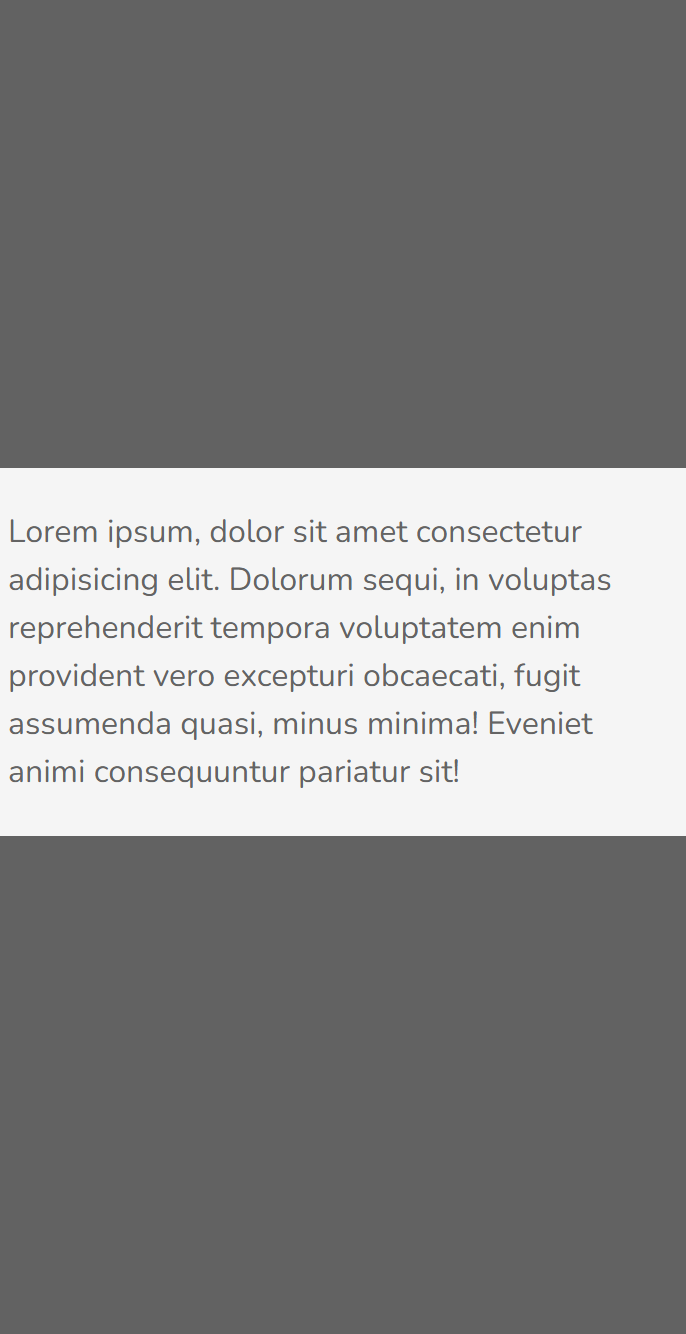 Lorem ipsum, dolor sit amet consectetur
adipisicing elit. Dolorum sequi, in voluptas
reprehenderit tempora voluptatem enim
provident vero excepturi obcaecati, fugit
assumenda quasi, minus minima! Eveniet
animi consequuntur pariatur sit!